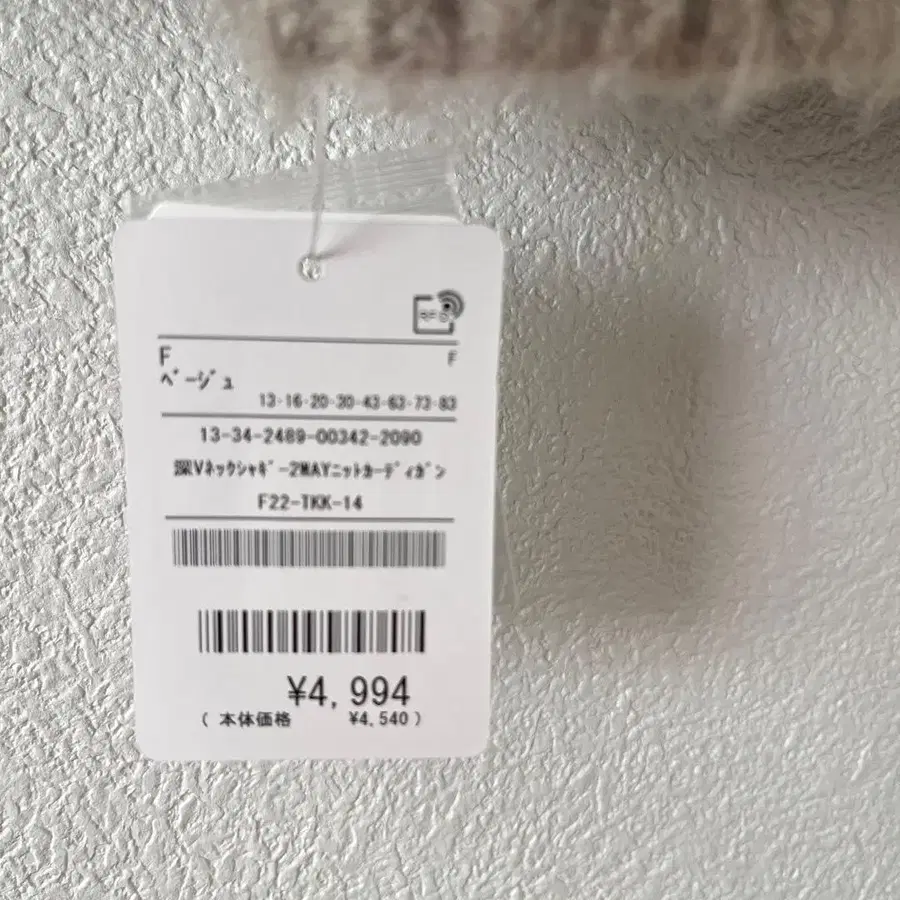 RFID
F F
ベージュ
13-16-20-30-43-63-73-83
13-34-2489-00342-2090
深Vネックシャギー2WAYニットカーディガン
F22-TKK-14
¥4,994
( 本体価格 ¥4,540 )